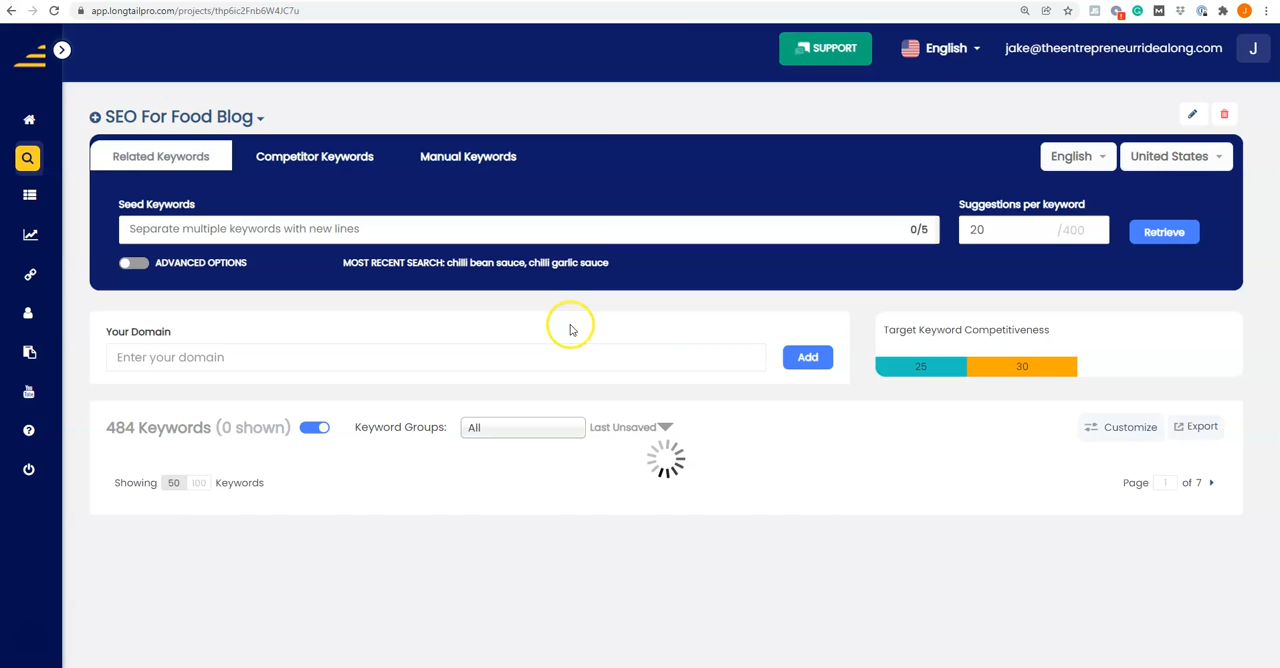 app.longtailpro.com/projects/thp6ic2Fnb6W4JC7u
SUPPORT
English
jake@theentrepreneurridealong.com
J
SEO For Food Blog
Related Keywords
Competitor Keywords
Manual Keywords
English
United States
Seed Keywords
Suggestions per keyword
Separate multiple keywords with new lines
0/5
20
/400
Retrieve
ADVANCED OPTIONS
MOST RECENT SEARCH: chilli bean sauce, chilli garlic sauce
Your Domain
Enter your domain
Add
Target Keyword Competitiveness
25
30
484 Keywords (0 shown)
Keyword Groups:
All
Last Unsaved
Customize
Export
Showing 50 100 Keywords
Page 1 of 7